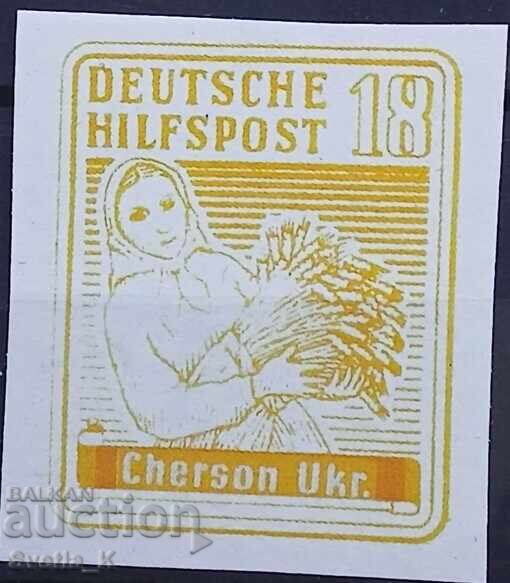 DEUTSCHE 18
HILFSPOST
Cherson Ukr.
BALKAN
auction
Svetla_K